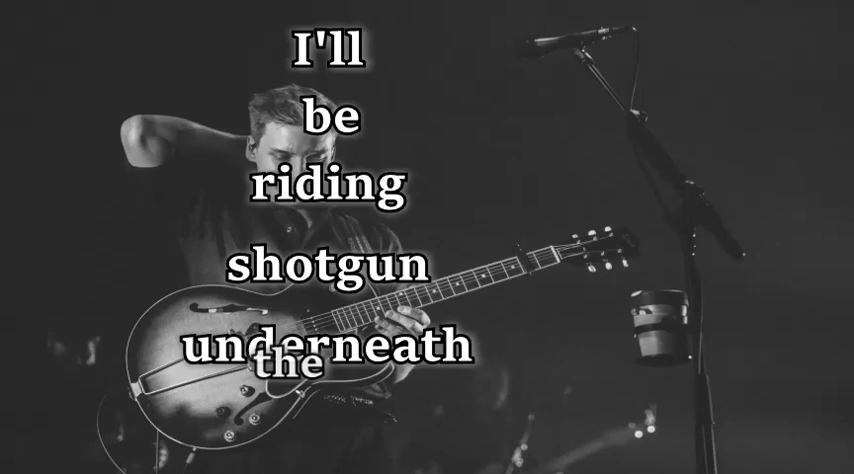 I'll
be
riding
shotgun
underneath
the